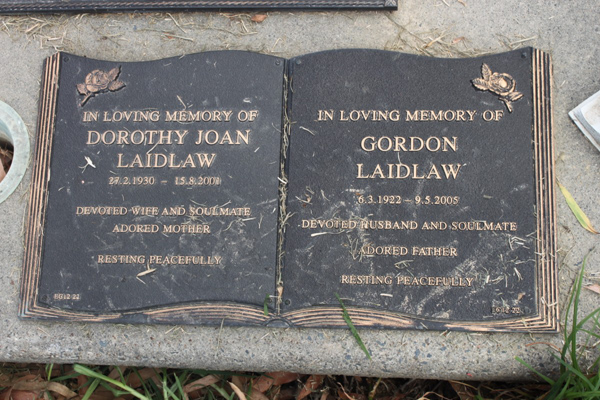 IN LOVING MEMORY OF
DOROTHY JOAN
LAIDLAW
27.2.1930 - 15.8.2001
DEVOTED WIFE AND SOULMATE
ADORED MOTHER
RESTING PEACEFULLY
IN LOVING MEMORY OF
GORDON
LAIDLAW
6.3.1922 - 9.5.2005
DEVOTED HUSBAND AND SOULMATE
ADORED FATHER
RESTING PEACEFULLY